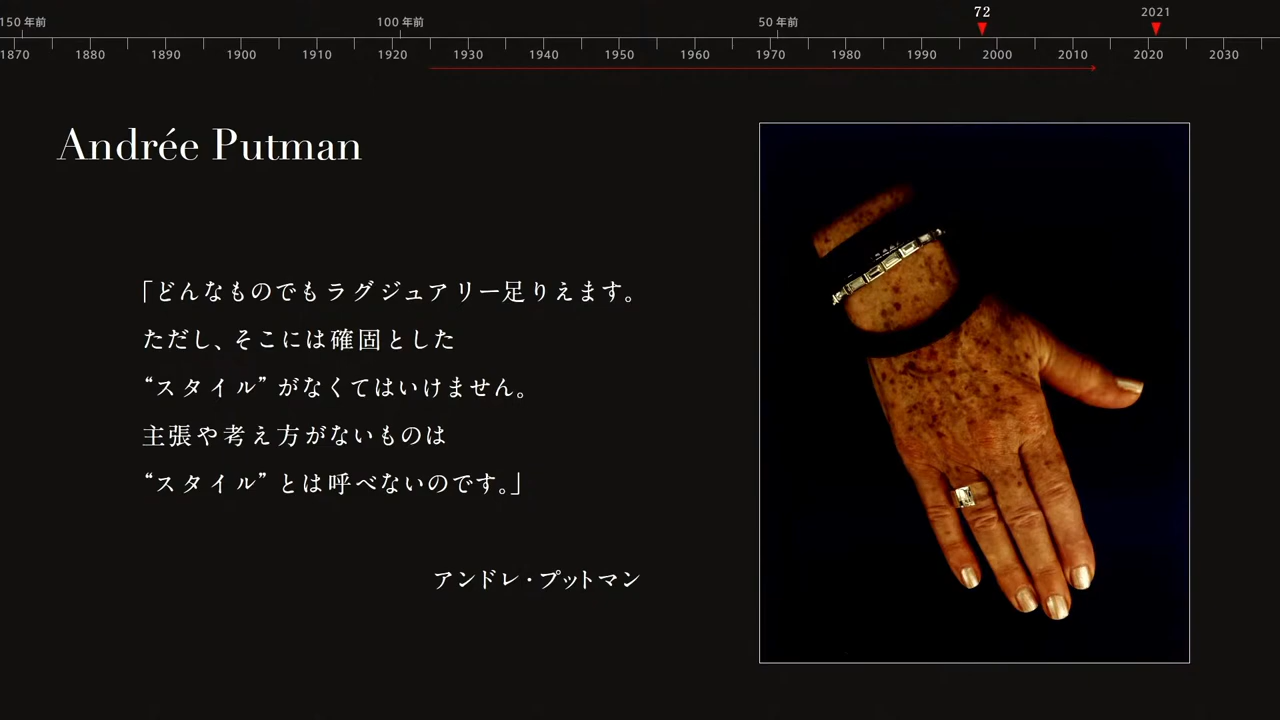 150 年前
100 年前
50 年前
72
2021
1870 1880 1890 1900 1910 1920 1930 1940 1950 1960 1970 1980 1990 2000 2010 2020 2030
Andrée Putman
「どんなものでもラグジュアリー足りえます。
ただし、そこには確固とした
“スタイル” がなくてはいけません。
主張や考え方がないものは
“スタイル” とは呼べないのです。」
アンドレ・プットマン